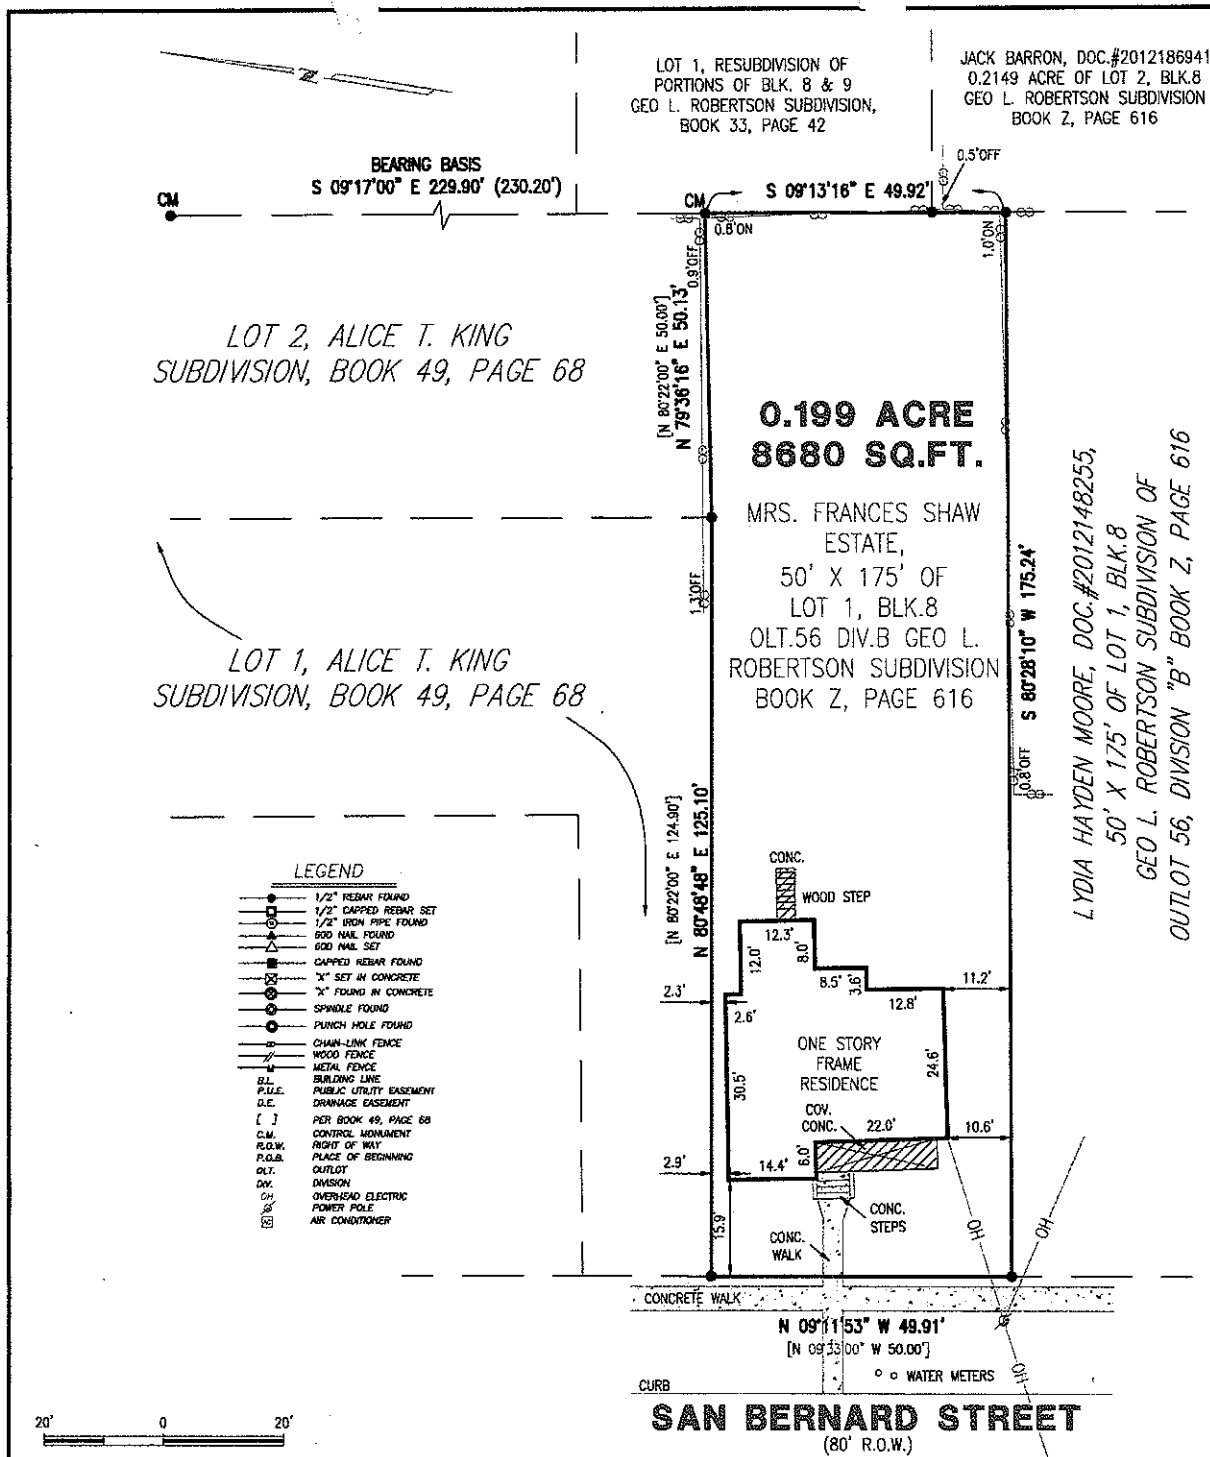 LOT 1, RESUBDIVISION OF
PORTIONS OF BLK. 8 & 9
GEO L. ROBERTSON SUBDIVISION,
BOOK 33, PAGE 42
JACK BARRON, DOC.#2012186941
0.2149 ACRE OF LOT 2, BLK.8
GEO L. ROBERTSON SUBDIVISION
BOOK Z, PAGE 616
N
0.5'OFF
BEARING BASIS
S 09°17'00" E 229.90' (230.20')
CM
CM
S 09°13'16" E 49.92'
0.8'ON
0.9'OFF
1.0'ON
[N 80°22'00" E 50.00']
N 79°36'16" E 50.13'
LOT 2, ALICE T. KING
SUBDIVISION, BOOK 49, PAGE 68
0.199 ACRE
8680 SQ.FT.
MRS. FRANCES SHAW
ESTATE,
50' X 175' OF
LOT 1, BLK.8
OLT.56 DIV.B GEO L.
ROBERTSON SUBDIVISION
BOOK Z, PAGE 616
1.3'OFF
S 80°28'10" W 175.24'
0.8'OFF
LYDIA HAYDEN MOORE, DOC.#2012148255,
50' X 175' OF LOT 1, BLK.8
GEO L. ROBERTSON SUBDIVISION OF
OUTLOT 56, DIVISION "B" BOOK Z, PAGE 616
LOT 1, ALICE T. KING
SUBDIVISION, BOOK 49, PAGE 68
[N 80°22'00" E 124.90']
N 80°48'48" E 125.10'
LEGEND
1/2" REBAR FOUND
1/2" CAPPED REBAR SET
1/2" IRON PIPE FOUND
60D NAIL FOUND
60D NAIL SET
CAPPED REBAR FOUND
"X" SET IN CONCRETE
"X" FOUND IN CONCRETE
SPINDLE FOUND
PUNCH HOLE FOUND
CHAIN-LINK FENCE
WOOD FENCE
METAL FENCE
B.L. BUILDING LINE
P.U.E. PUBLIC UTILITY EASEMENT
D.E. DRAINAGE EASEMENT
[ ] PER BOOK 49, PAGE 68
C.M. CONTROL MONUMENT
R.O.W. RIGHT OF WAY
P.O.B. PLACE OF BEGINNING
OLT. OUTLOT
DIV. DIVISION
OH OVERHEAD ELECTRIC
POWER POLE
AC AIR CONDITIONER
CONC.
WOOD STEP
12.3'
12.0'
8.0'
8.5'
3.6'
12.8'
11.2'
2.3'
2.6'
ONE STORY
FRAME
RESIDENCE
30.5'
24.6'
COV.
CONC.
22.0'
10.6'
6.0'
2.9'
14.4'
15.9'
CONC.
STEPS
CONC.
WALK
OH
OH
CONCRETE WALK
N 09°11'53" W 49.91'
[N 09°33'00" W 50.00']
OH
WATER METERS
CURB
SAN BERNARD STREET
(80' R.O.W.)
20' 0 20'